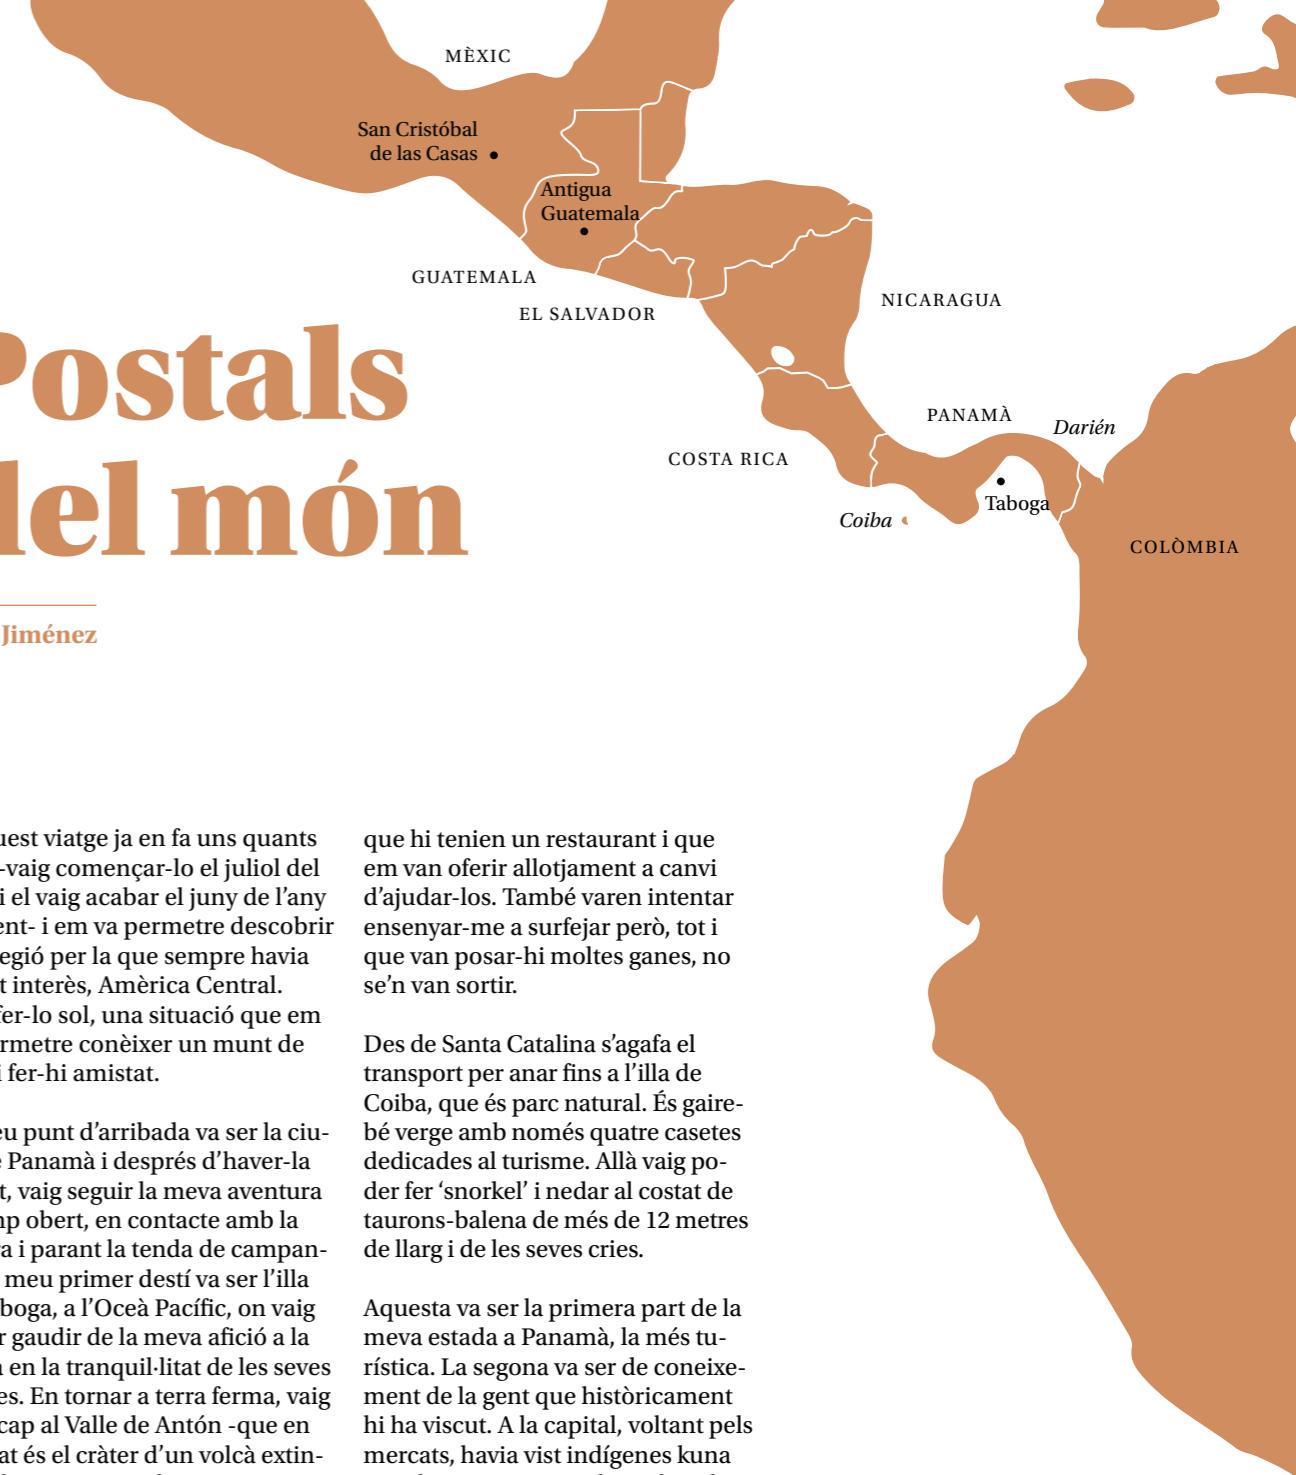 MÈXIC
San Cristóbal
de las Casas
Antigua
Guatemala
GUATEMALA
EL SALVADOR
NICARAGUA
PANAMÀ
Darién
COSTA RICA
Taboga
Coiba
COLÒMBIA
Postals
del món
Jiménez
viatge ja en fa uns quants
-vaig començar-lo el juliol del
i el vaig acabar el juny de l’any
i em va permetre descobrir
per la que sempre havia
interès, Amèrica Central.
fer-lo sol, una situació que em
conèixer un munt de
i fer-hi amistat.
punt d’arribada va ser la ciu-
Panamà i després d’haver-la
vaig seguir la meva aventura
obert, en contacte amb la
i parant la tenda de campan-
meu primer destí va ser l’illa
a l’Oceà Pacífic, on vaig
gaudir de la meva afició a la
en la tranquil·litat de les seves
En tornar a terra ferma, vaig
cap al Valle de Antón -que en
és el cràter d’un volcà extin-
que hi tenien un restaurant i que
em van oferir allotjament a canvi
d’ajudar-los. També varen intentar
ensenyar-me a surfejar però, tot i
que van posar-hi moltes ganes, no
se’n van sortir.
Des de Santa Catalina s’agafa el
transport per anar fins a l’illa de
Coiba, que és parc natural. És gaire-
bé verge amb només quatre casetes
dedicades al turisme. Allà vaig po-
der fer ‘snorkel’ i nedar al costat de
taurons-balena de més de 12 metres
de llarg i de les seves cries.
Aquesta va ser la primera part de la
meva estada a Panamà, la més tu-
rística. La segona va ser de coneixe-
ment de la gent que històricament
hi ha viscut. A la capital, voltant pels
mercats, havia vist indígenes kuna